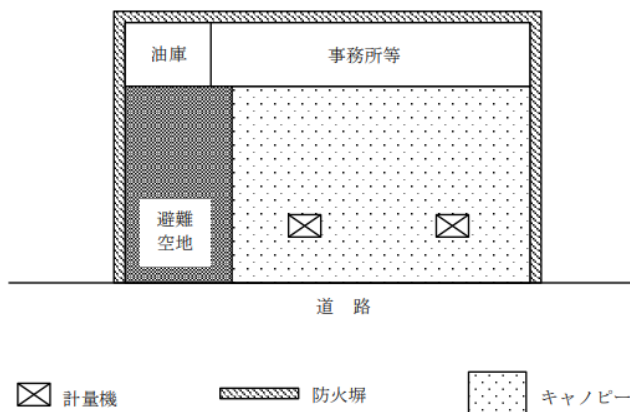 油庫
事務所等
避難
空地
道 路
計量機
防火塀
キャノピー